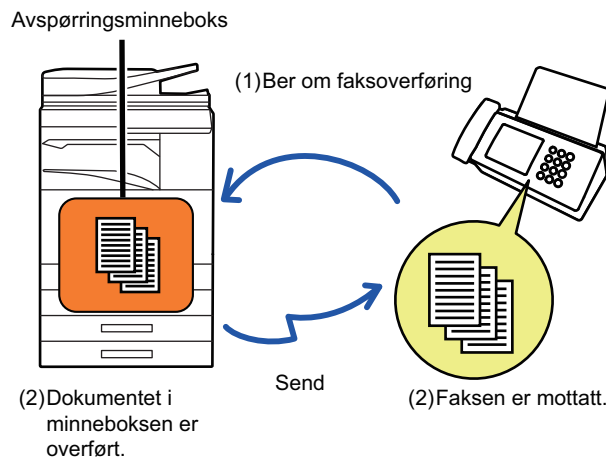 Avspørringsminneboks
(1)Ber om faksoverføring
Send
(2)Dokumentet i
minneboksen er
overført.
(2)Faksen er mottatt.